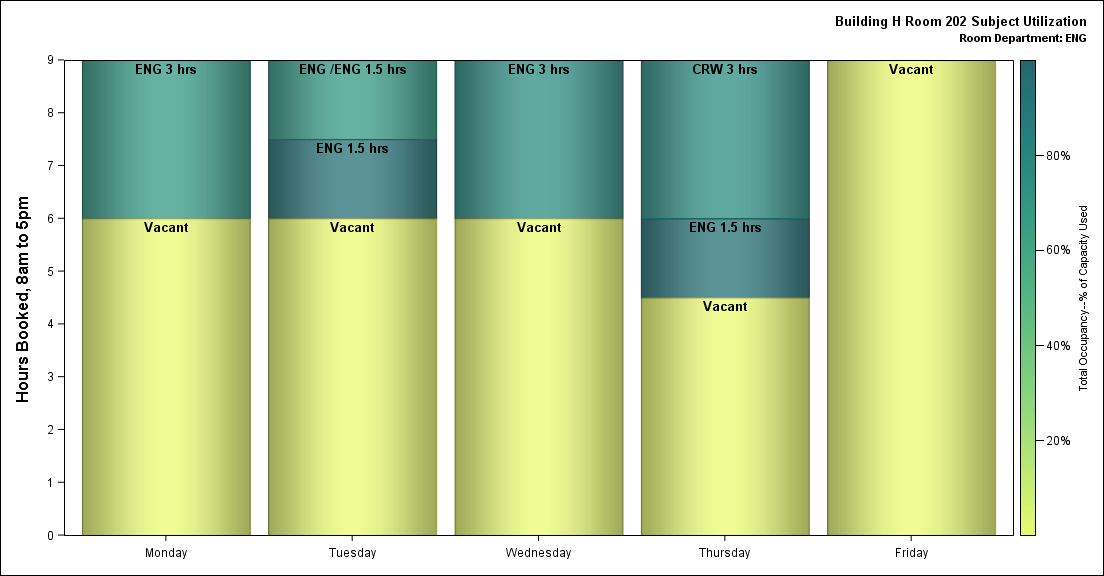 Building H Room 202 Subject Utilization
Room Department: ENG
Hours Booked, 8am to 5pm
9
8
7
6
5
4
3
2
1
0
ENG 3 hrs
Vacant
ENG /ENG 1.5 hrs
ENG 1.5 hrs
Vacant
ENG 3 hrs
Vacant
CRW 3 hrs
ENG 1.5 hrs
Vacant
Vacant
Monday
Tuesday
Wednesday
Thursday
Friday
80%
60%
40%
20%
Total Occupancy--% of Capacity Used